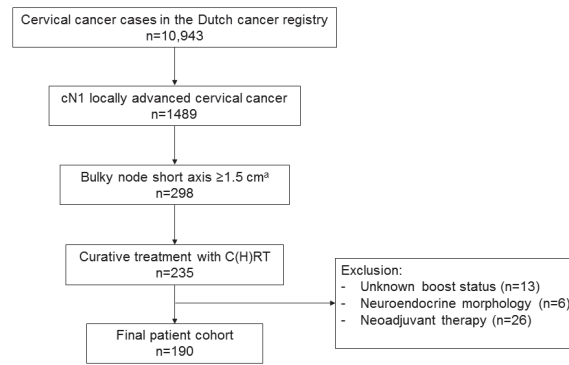 Cervical cancer cases in the Dutch cancer registry
n=10,943
cN1 locally advanced cervical cancer
n=1489
Bulky node short axis ≥1.5 cmᵃ
n=298
Curative treatment with C(H)RT
n=235
Exclusion:
- Unknown boost status (n=13)
- Neuroendocrine morphology (n=6)
- Neoadjuvant therapy (n=26)
Final patient cohort
n=190